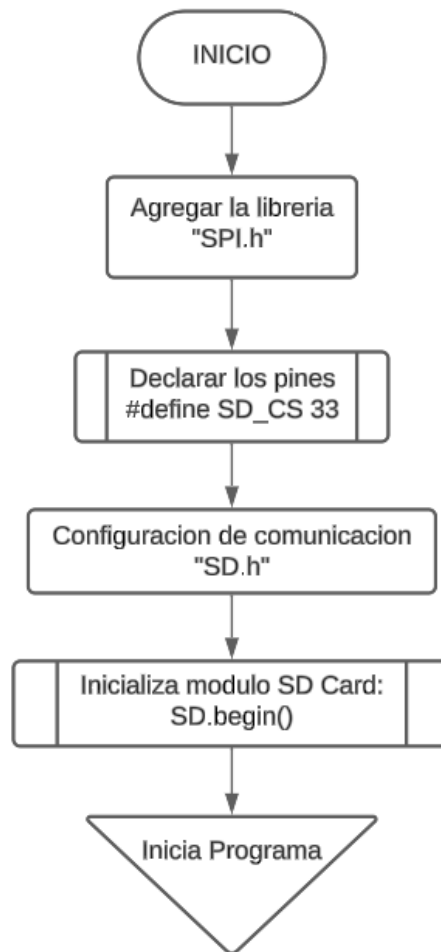 INICIO
Agregar la libreria
"SPI.h"
Declarar los pines
#define SD_CS 33
Configuracion de comunicacion
"SD.h"
Inicializa modulo SD Card:
SD.begin()
Inicia Programa